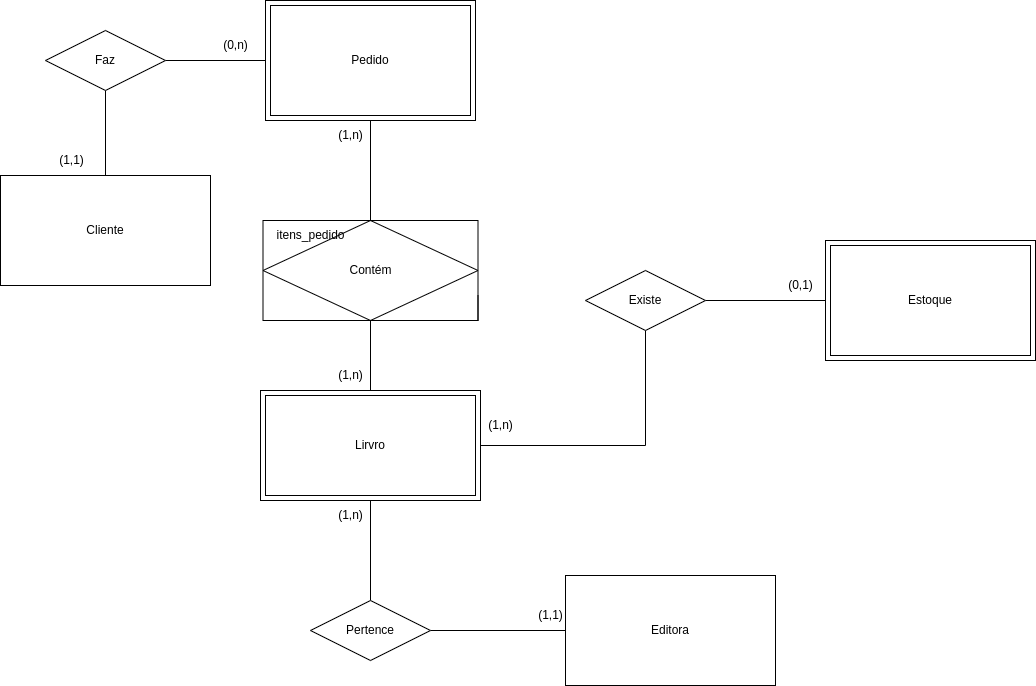 Faz
(0,n)
Pedido
(1,n)
(1,1)
Cliente
itens_pedido
Contém
Existe
(0,1)
Estoque
(1,n)
(1,n)
Lirvro
(1,n)
Pertence
(1,1)
Editora